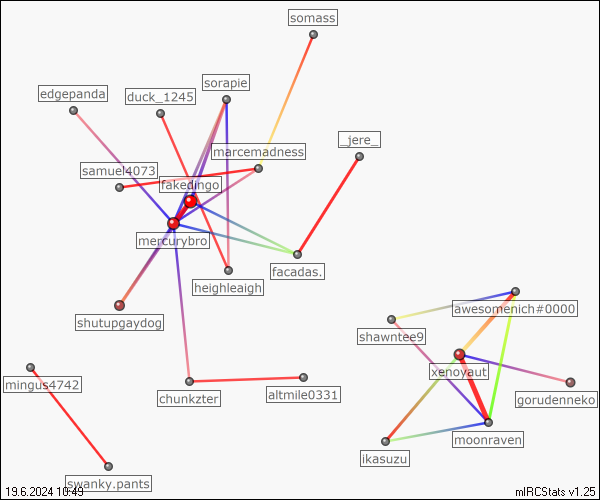 somass
sorapie
edgepanda
duck_1245
_jere_
marcemadness
samuel4073
fakedingo
mercurybro
facadas.
heighleaigh
awesomenich#0000
shutupgaydog
shawntee9
xenoyaut
mingus4742
chunkzter
altmile0331
gorudenneko
moonraven
ikasuzu
swanky.pants
19.6.2024 10:49
mIRCStats v1.25